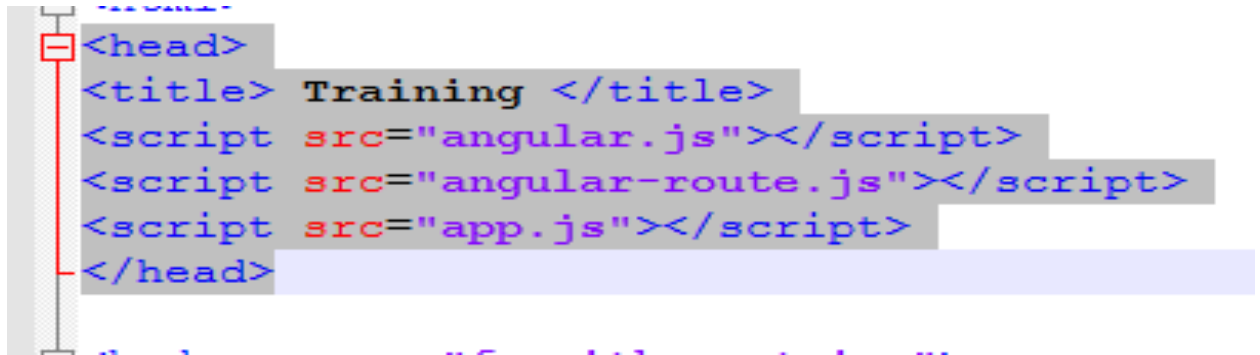 <head>
<title> Training </title>
<script src="angular.js"></script>
<script src="angular-route.js"></script>
<script src="app.js"></script>
</head>